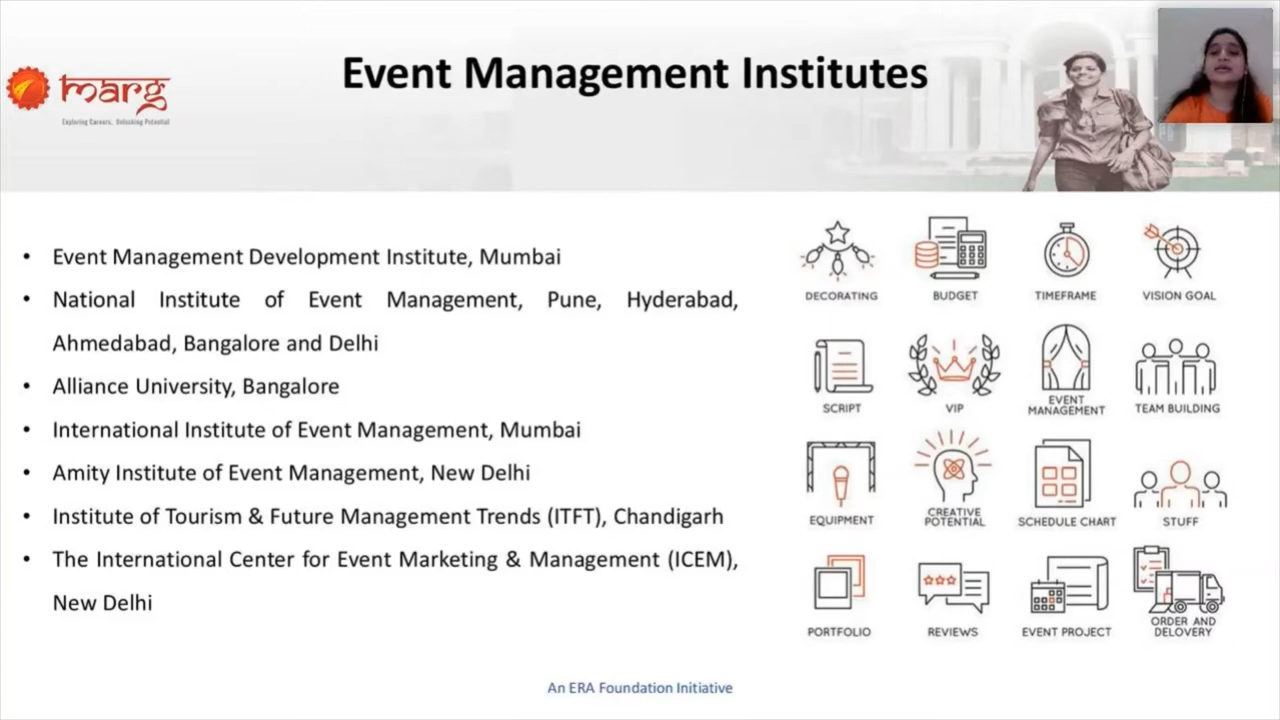 Event Management Institutes
marg
Exploring Careers, Unlocking Potential!
• Event Management Development Institute, Mumbai
• National Institute of Event Management, Pune, Hyderabad,
Ahmedabad, Bangalore and Delhi
• Alliance University, Bangalore
• International Institute of Event Management, Mumbai
• Amity Institute of Event Management, New Delhi
• Institute of Tourism & Future Management Trends (ITFT), Chandigarh
• The International Center for Event Marketing & Management (ICEM),
New Delhi
DECORATING
BUDGET
TIMEFRAME
VISION GOAL
SCRIPT
VIP
EVENT
MANAGEMENT
TEAM BUILDING
EQUIPMENT
CREATIVE
POTENTIAL
SCHEDULE CHART
STUFF
PORTFOLIO
REVIEWS
EVENT PROJECT
ORDER AND
DELOVERY
An ERA Foundation Initiative